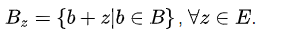 B_z = {b + z|b ∈ B}, ∀z ∈ E.